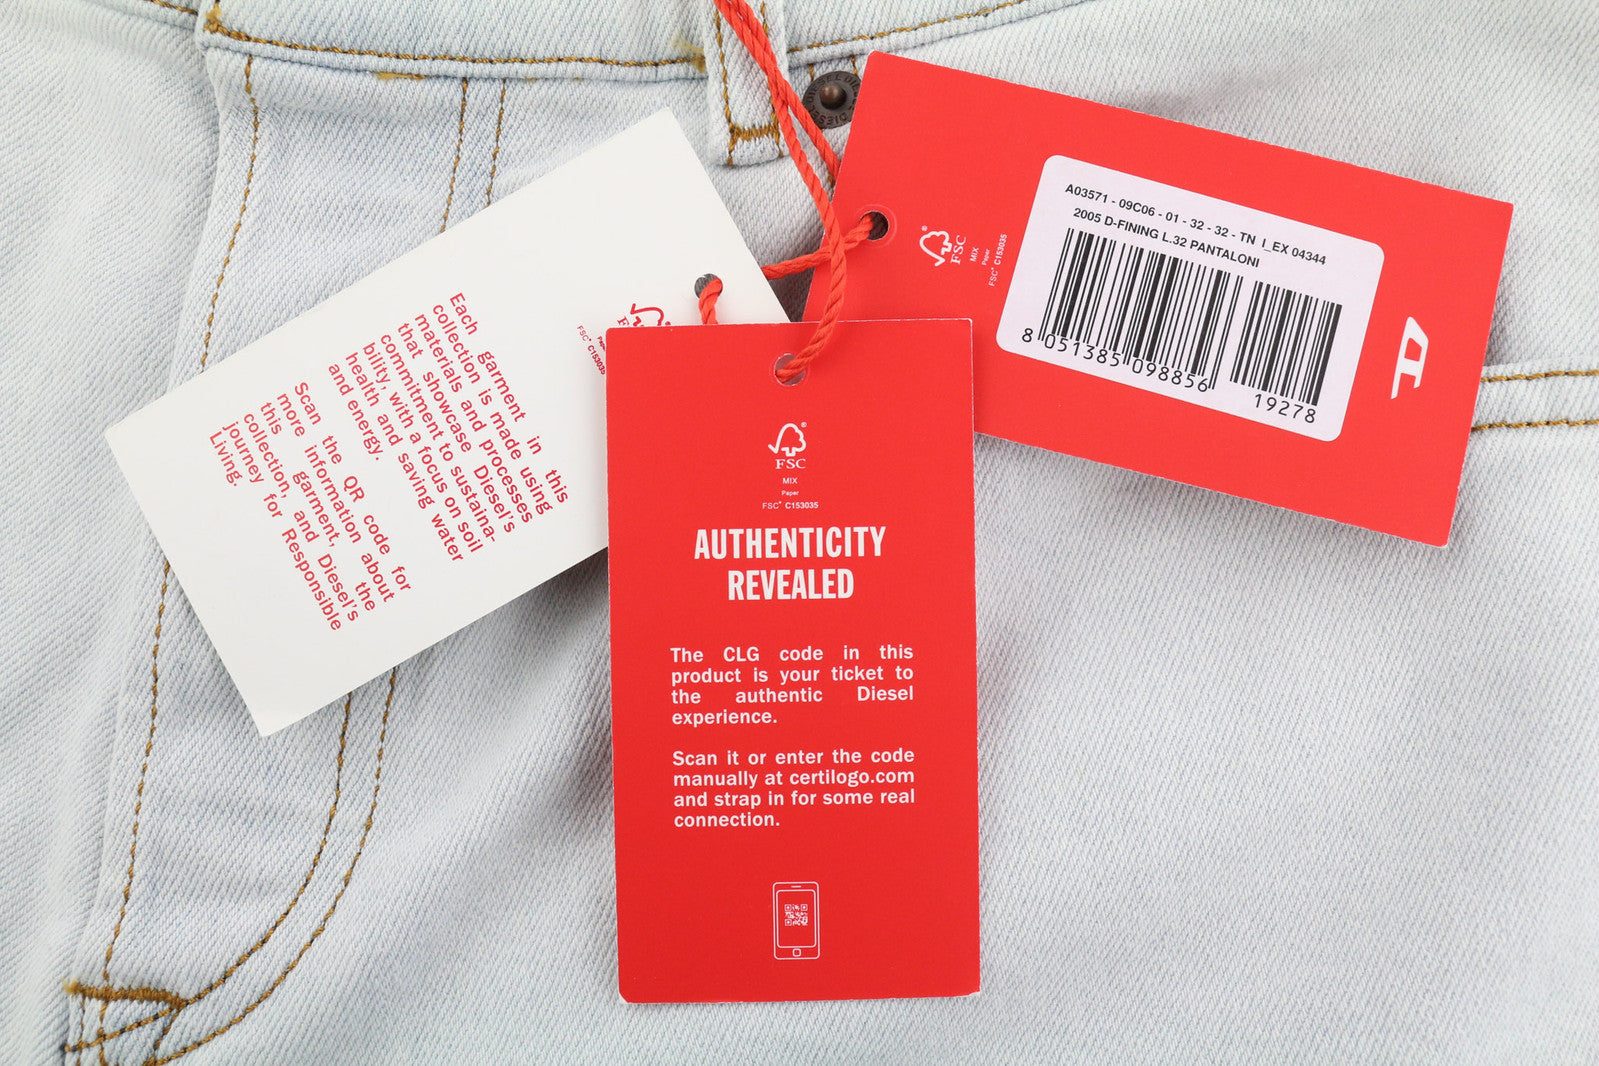 Each garment in this
collection is made using
materials and processes
that showcase Diesel's
commitment to sustaina-
bility, with a focus on soil
health and saving water
and energy.
Scan the QR code for
more information about
this garment, the
collection, and Diesel's
journey for Responsible
Living.
FSC® C153035
FSC
MIX
Paper
FSC® C153035
AUTHENTICITY
REVEALED
The CLG code in this
product is your ticket to
the authentic Diesel
experience.
Scan it or enter the code
manually at certilogo.com
and strap in for some real
connection.
FSC
MIX
Paper
FSC® C153035
A03571 - 09C06 - 01 - 32 - 32 - TN I_EX 04344
2005 D-FINING L.32 PANTALONI
8 051385 098856
19278
D